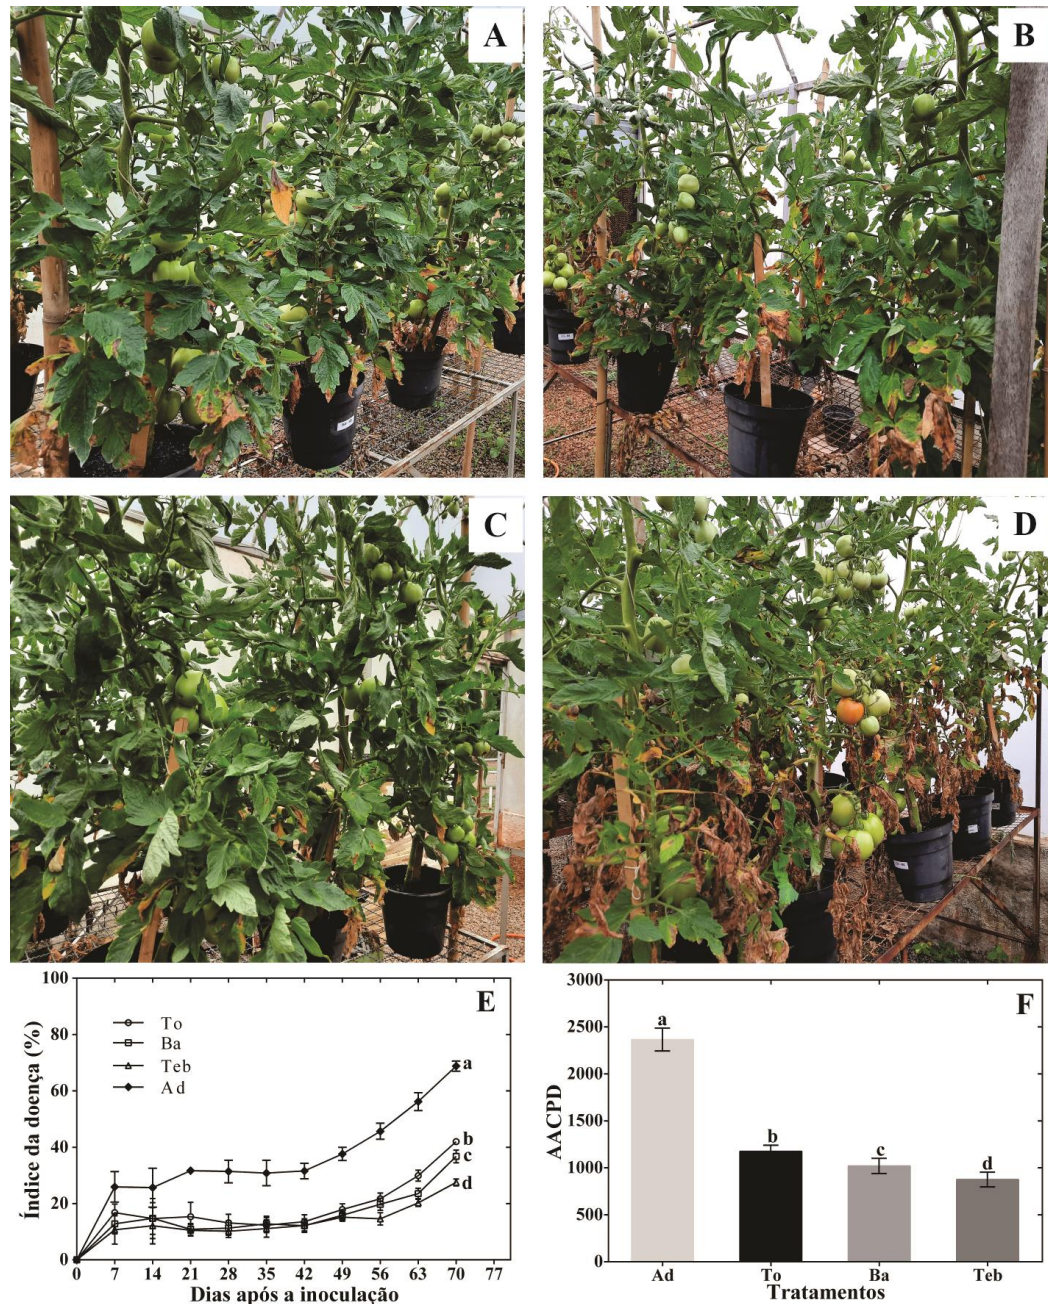 A
B
C
D
E
Índice da doença (%)
100
80
60
40
20
0
To
Ba
Teb
Ad
a
b
c
d
0 7 14 21 28 35 42 49 56 63 70 77
Dias após a inoculação
F
AACPD
3000
2500
2000
1500
1000
500
0
a
b
c
d
Ad To Ba Teb
Tratamentos